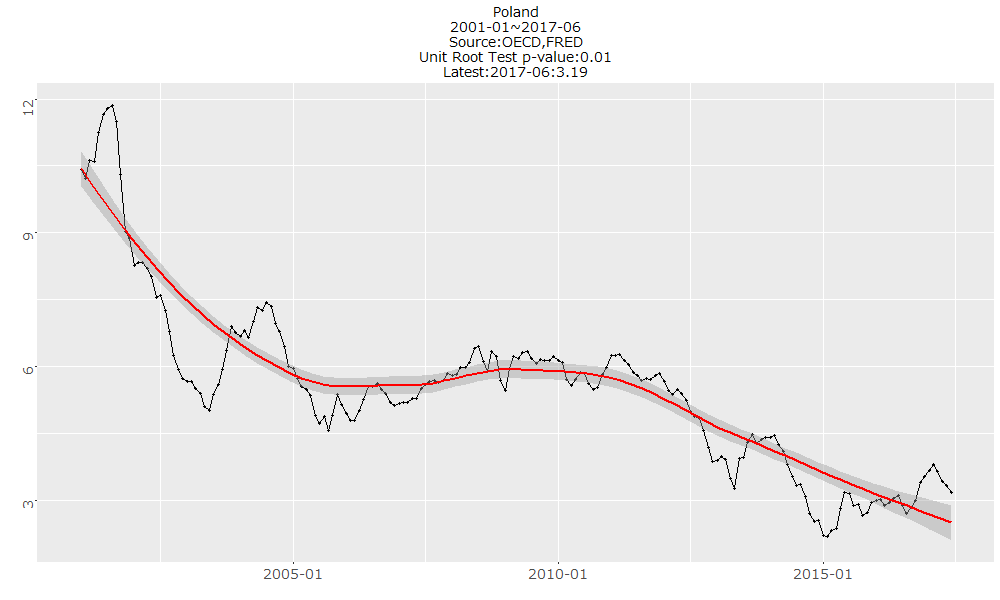 Poland
2001-01~2017-06
Source:OECD,FRED
Unit Root Test p-value:0.01
Latest:2017-06:3.19
12
9
6
3
2005-01
2010-01
2015-01